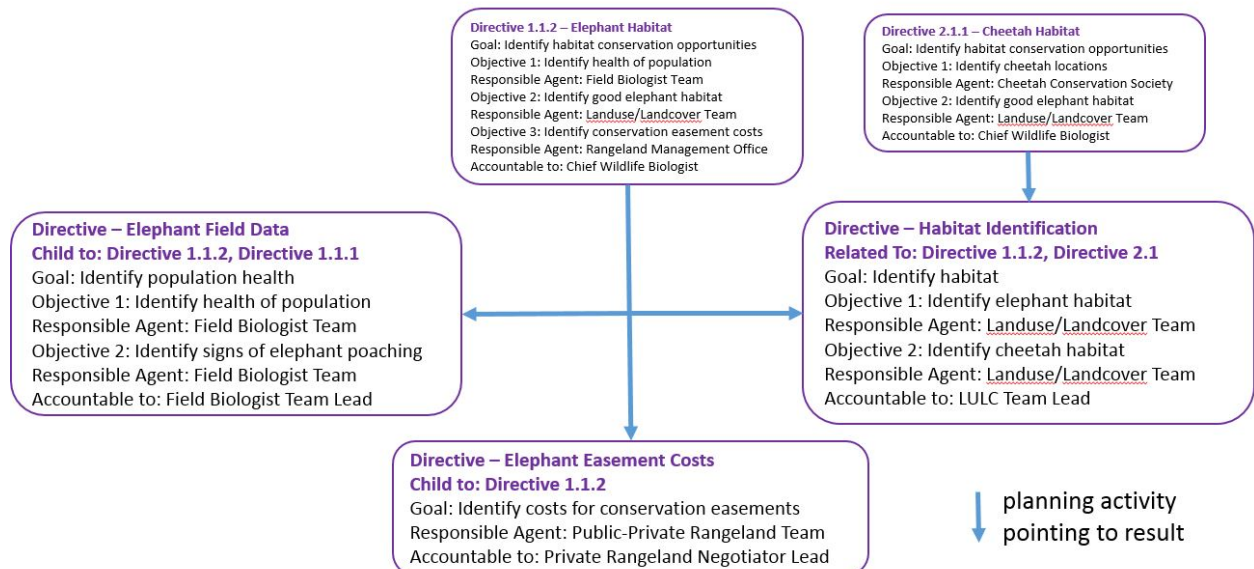 Directive 1.1.2 – Elephant Habitat
Goal: Identify habitat conservation opportunities
Objective 1: Identify health of population
Responsible Agent: Field Biologist Team
Objective 2: Identify good elephant habitat
Responsible Agent: Landuse/Landcover Team
Objective 3: Identify conservation easement costs
Responsible Agent: Rangeland Management Office
Accountable to: Chief Wildlife Biologist
Directive 2.1.1 – Cheetah Habitat
Goal: Identify habitat conservation opportunities
Objective 1: Identify cheetah locations
Responsible Agent: Cheetah Conservation Society
Objective 2: Identify good elephant habitat
Responsible Agent: Landuse/Landcover Team
Accountable to: Chief Wildlife Biologist
Directive – Elephant Field Data
Child to: Directive 1.1.2, Directive 1.1.1
Goal: Identify population health
Objective 1: Identify health of population
Responsible Agent: Field Biologist Team
Objective 2: Identify signs of elephant poaching
Responsible Agent: Field Biologist Team
Accountable to: Field Biologist Team Lead
Directive – Habitat Identification
Related To: Directive 1.1.2, Directive 2.1
Goal: Identify habitat
Objective 1: Identify elephant habitat
Responsible Agent: Landuse/Landcover Team
Objective 2: Identify cheetah habitat
Responsible Agent: Landuse/Landcover Team
Accountable to: LULC Team Lead
Directive – Elephant Easement Costs
Child to: Directive 1.1.2
Goal: Identify costs for conservation easements
Responsible Agent: Public-Private Rangeland Team
Accountable to: Private Rangeland Negotiator Lead
planning activity
pointing to result